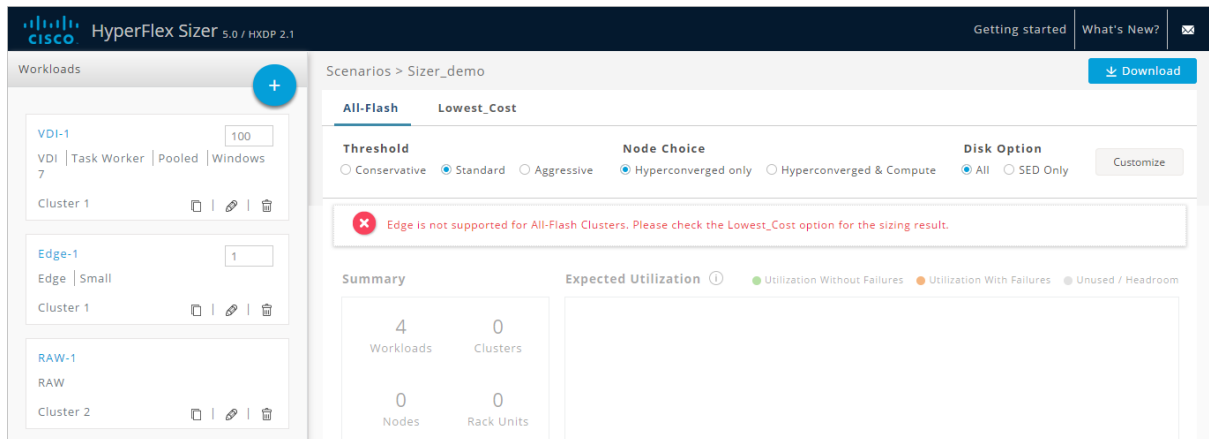 CISCO HyperFlex Sizer 5.0 / HXDP 2.1 Getting started What's New?
Workloads
+
Scenarios > Sizer_demo Download
All-Flash Lowest_Cost
VDI-1 100
VDI Task Worker Pooled Windows
7
Cluster 1
Threshold Node Choice Disk Option
Conservative Standard Aggressive Hyperconverged only Hyperconverged & Compute All SED Only Customize
Edge is not supported for All-Flash Clusters. Please check the Lowest_Cost option for the sizing result.
Edge-1 1
Edge Small
Cluster 1
Summary Expected Utilization Utilization Without Failures Utilization With Failures Unused / Headroom
4 0
Workloads Clusters
0 0
Nodes Rack Units
RAW-1
RAW
Cluster 2